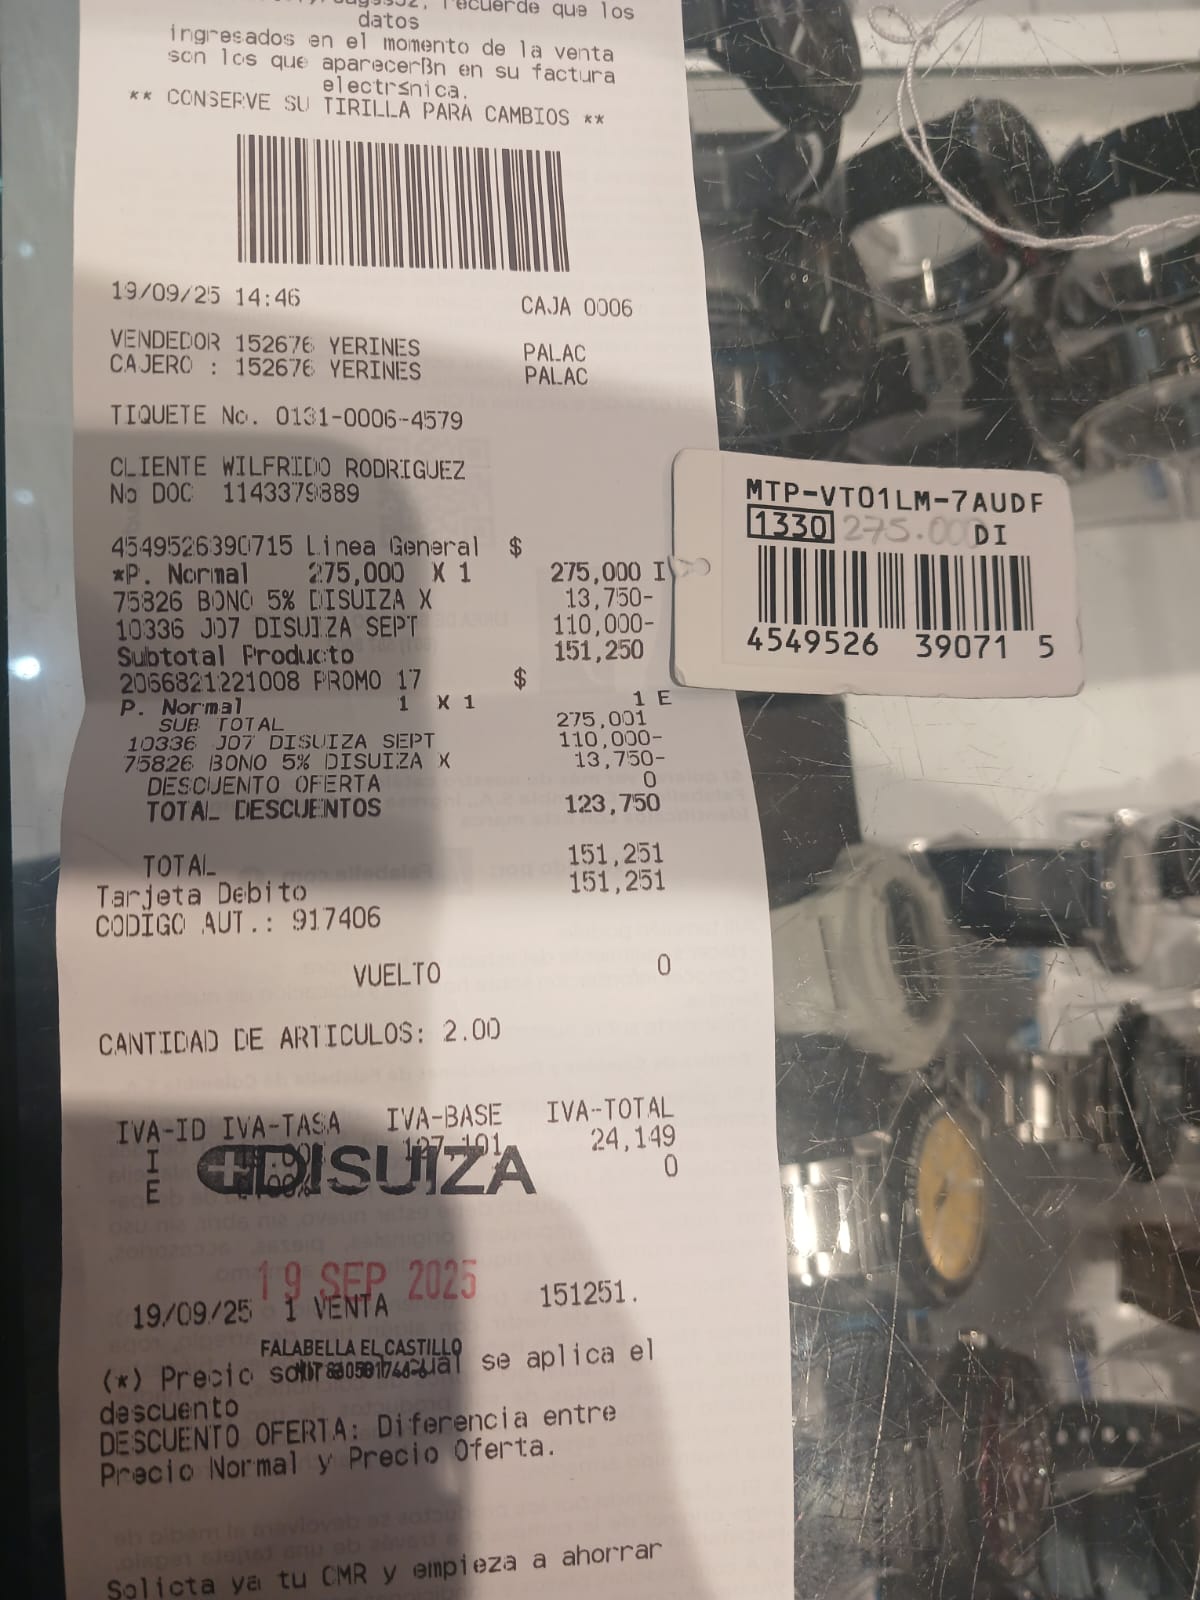 recuerde que los
datos
ingresados en el momento de la venta
son los que aparecerßn en su factura
electrsnica.
** CONSERVE SU TIRILLA PARA CAMBIOS **
19/09/25 14:46 CAJA 0006
VENDEDOR 152676 YERINES PALAC
CAJERO : 152676 YERINES PALAC
TIQUETE No. 0131-0006-4579
CLIENTE WILFRIDO RODRIGUEZ
No DOC 1143379889
4549526390715 Linea General $
*P. Normal 275,000 X 1 275,000 I
75826 BONO 5% DISUIZA X 13,750-
10336 J07 DISUIZA SEPT 110,000-
Subtotal Producto 151,250
2066821221008 PROMO 17 $
P. Normal 1 X 1 1 E
SUB TOTAL 275,001
10336 J07 DISUIZA SEPT 110,000-
75826 BONO 5% DISUIZA X 13,750-
DESCUENTO OFERTA 0
TOTAL DESCUENTOS 123,750
TOTAL 151,251
Tarjeta Debito 151,251
CODIGO AUT.: 917406
VUELTO 0
CANTIDAD DE ARTICULOS: 2.00
IVA-ID IVA-TASA IVA-BASE IVA-TOTAL
I 24,149
E 0
DISUIZA
19 SEP 2025
19/09/25 1 VENTA 151251.
FALABELLA EL CASTILLO
(*) Precio se aplica el
descuento
DESCUENTO OFERTA: Diferencia entre
Precio Normal y Precio Oferta.
Solicta ya tu CMR y empieza a ahorrar
MTP-VT01LM-7AUDF
1330 275.000 DI
4549526 39071 5